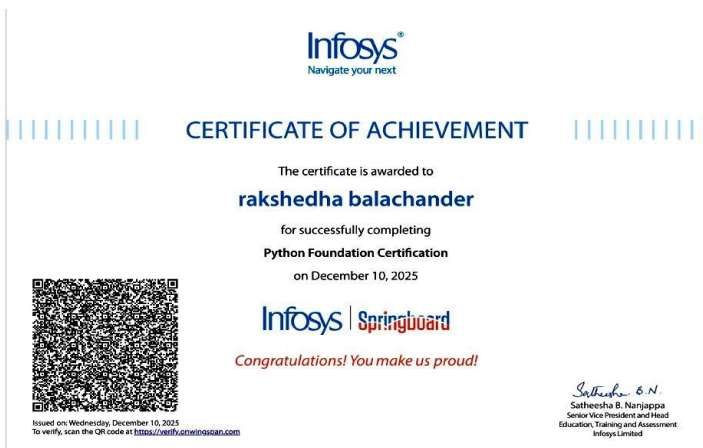 Infosys®
Navigate your next
CERTIFICATE OF ACHIEVEMENT
The certificate is awarded to
rakshedha balachander
for successfully completing
Python Foundation Certification
on December 10, 2025
Infosys | Springboard
Congratulations! You make us proud!
Satheesha B.N.
Satheesha B. Nanjappa
Senior Vice President and Head
Education, Training and Assessment
Infosys Limited
Issued on: Wednesday, December 10, 2025
To verify, scan the QR code at https://verify.onwingspan.com